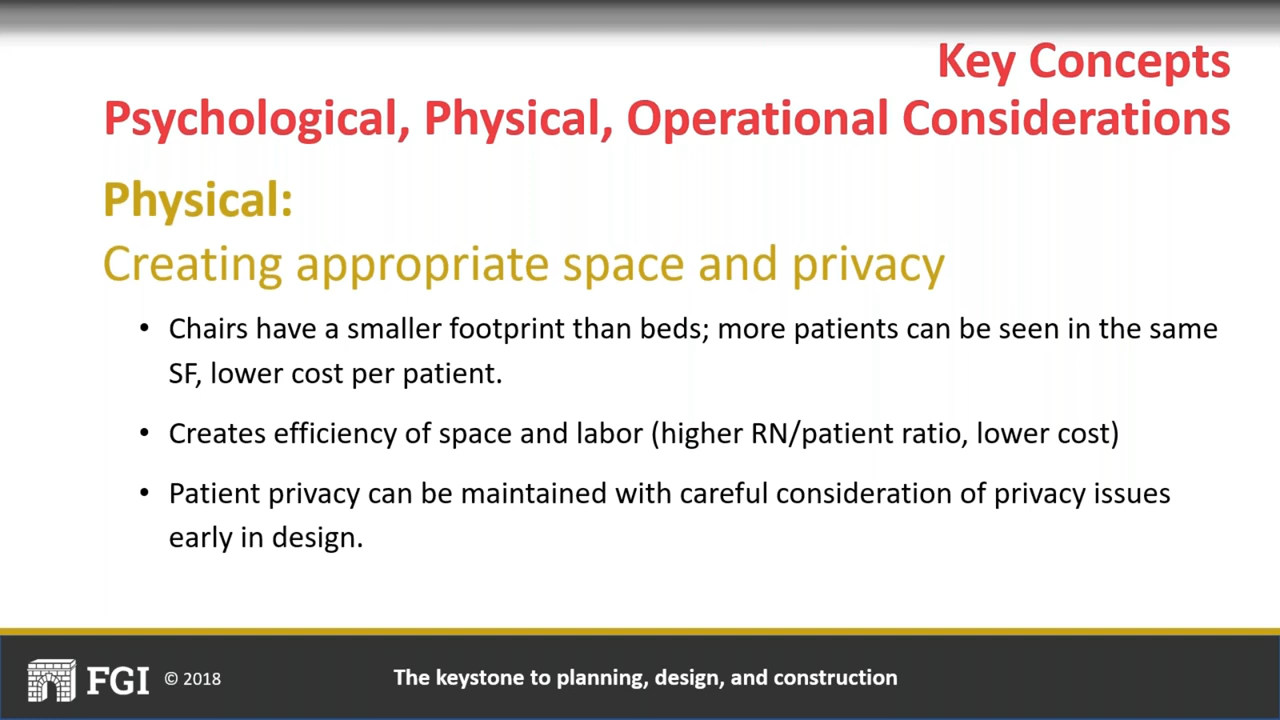 Key Concepts
Psychological, Physical, Operational Considerations
Physical:
Creating appropriate space and privacy
• Chairs have a smaller footprint than beds; more patients can be seen in the same
SF, lower cost per patient.
• Creates efficiency of space and labor (higher RN/patient ratio, lower cost)
• Patient privacy can be maintained with careful consideration of privacy issues
early in design.
FGI © 2018
The keystone to planning, design, and construction